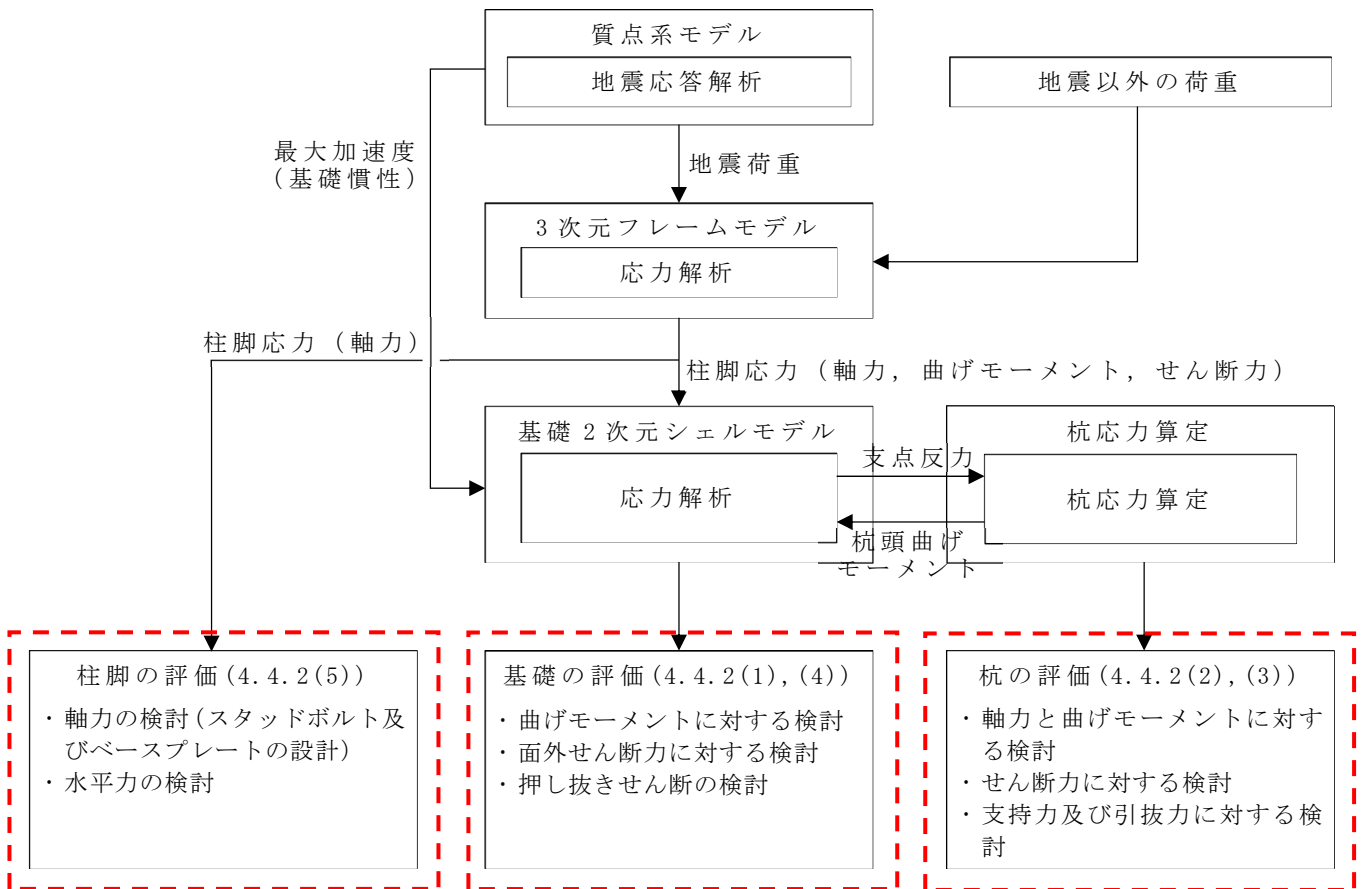 質点系モデル
地震応答解析
地震以外の荷重
最大加速度
(基礎慣性)
地震荷重
3次元フレームモデル
応力解析
柱脚応力（軸力）
柱脚応力（軸力，曲げモーメント，せん断力）
基礎2次元シェルモデル
応力解析
支点反力
杭頭曲げ
モーメント
杭応力算定
杭応力算定
柱脚の評価(4.4.2(5))
・軸力の検討(スタッドボルト及
びベースプレートの設計)
・水平力の検討
基礎の評価(4.4.2(1),(4))
・曲げモーメントに対する検討
・面外せん断力に対する検討
・押し抜きせん断の検討
杭の評価(4.4.2(2),(3))
・軸力と曲げモーメントに対す
る検討
・せん断力に対する検討
・支持力及び引抜力に対する検
討